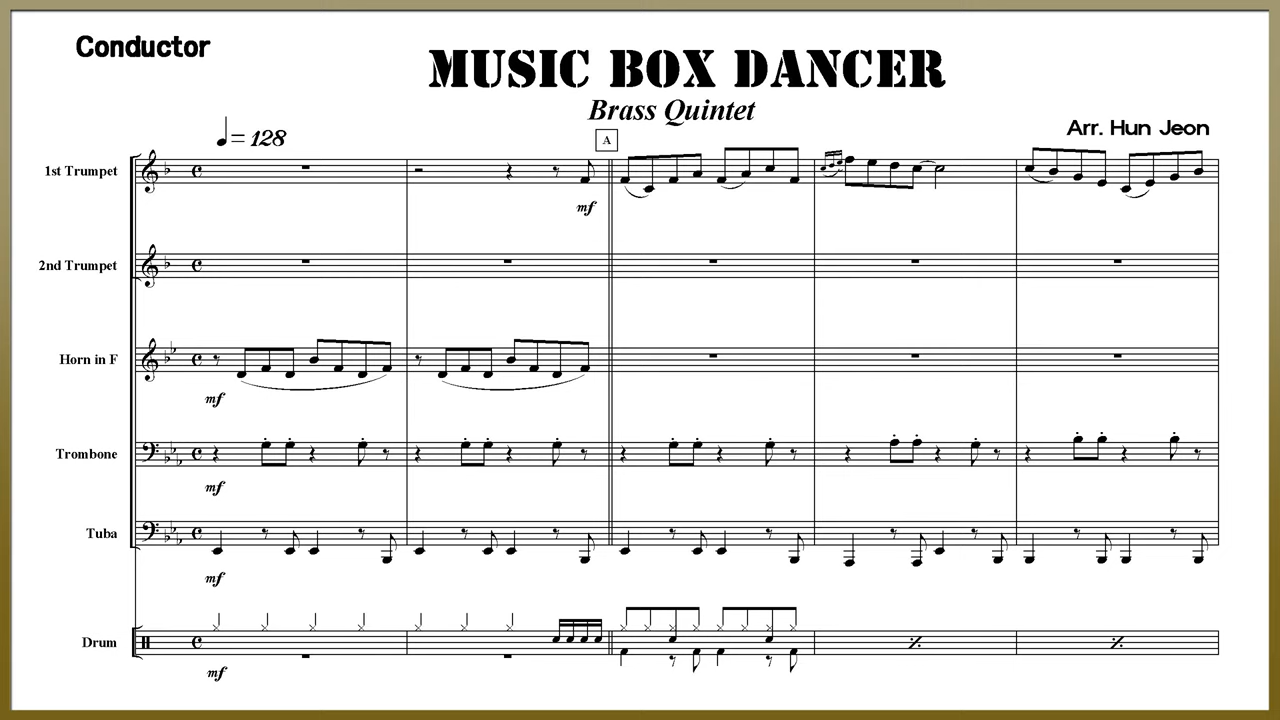 Conductor
MUSIC BOX DANCER
Brass Quintet
Arr. Hun Jeon
= 128
A
1st Trumpet
mf
2nd Trumpet
Horn in F
mf
Trombone
mf
Tuba
mf
Drum
mf